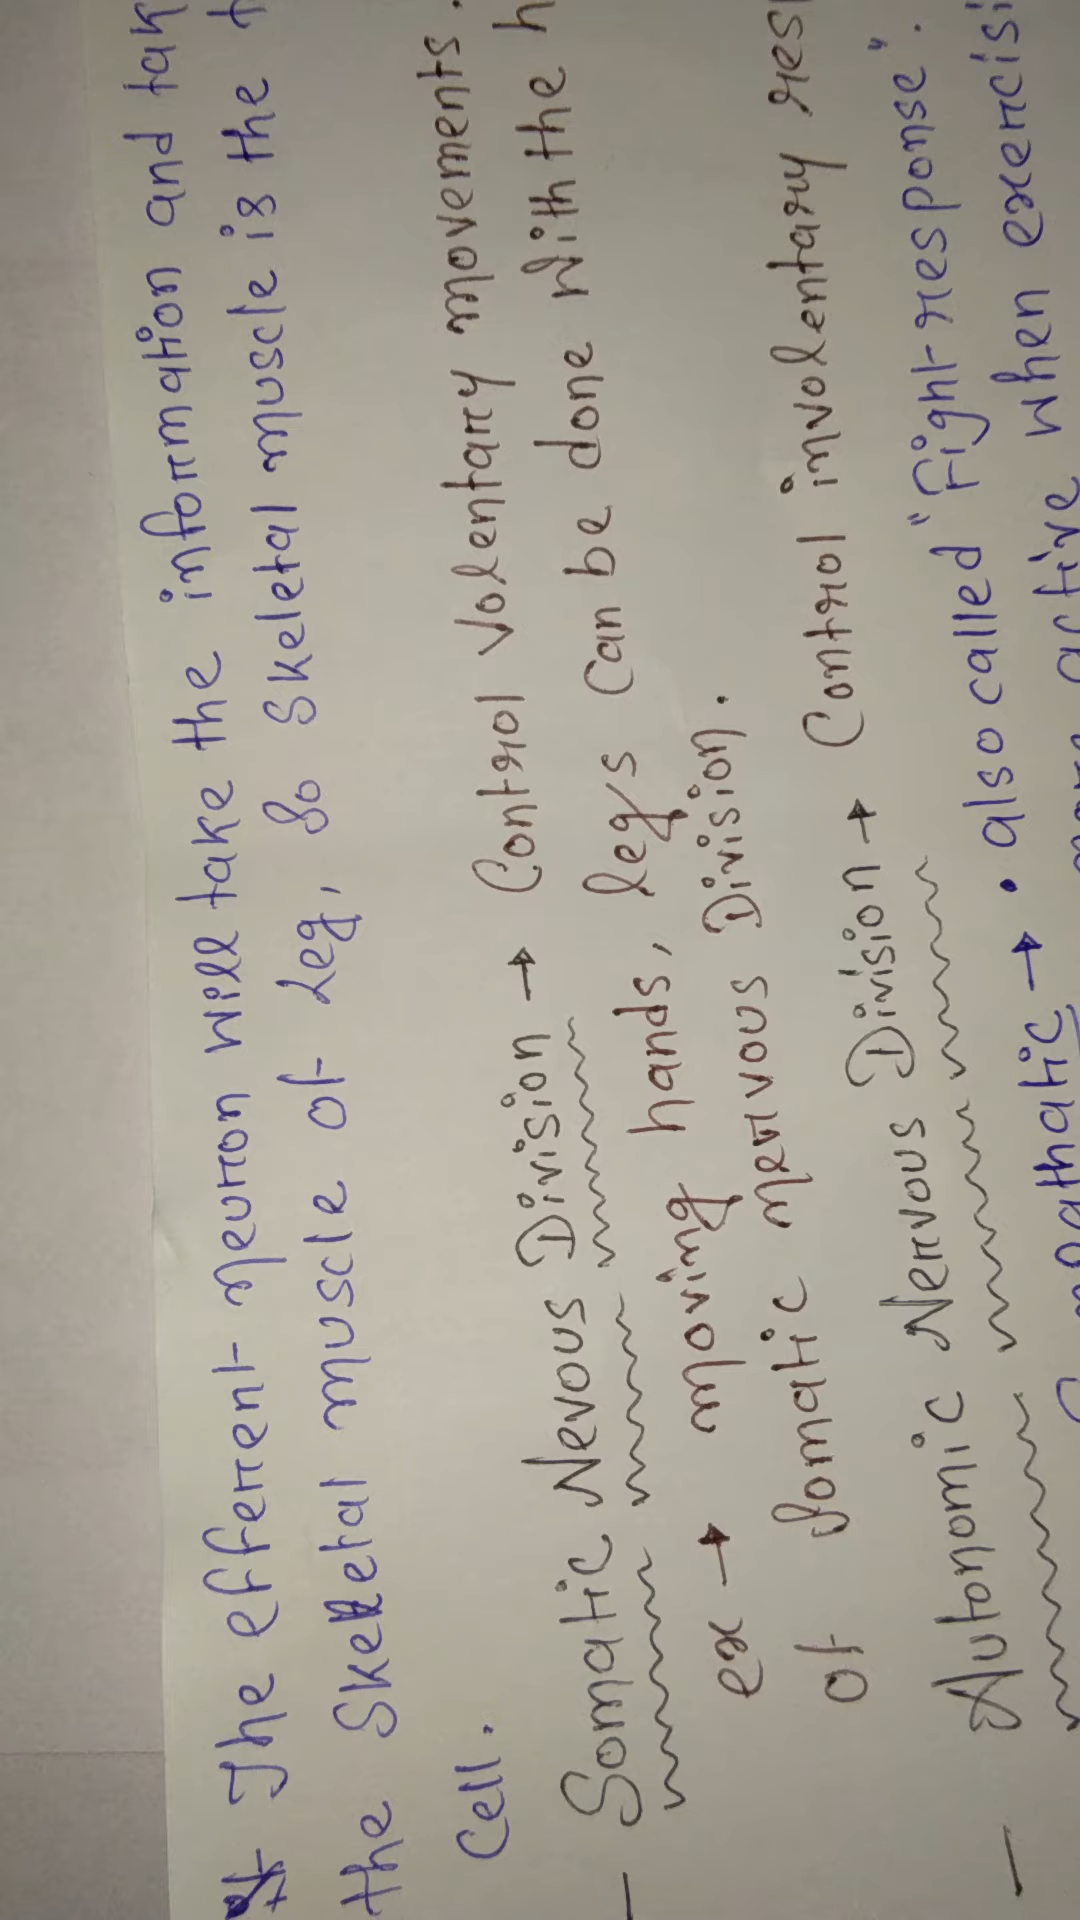 * The efferent neuron will take the information and tak
the Skeletal muscle of Leg, So Skeletal muscle is the t
Cell.
- Somatic Nevous Division → Control Volentary movements.
ex → moving hands, legs Can be done With the h
of Somatic nervous Division.
- Autonomic Nervous Division → Control involentary res
mpathatic → • also called "Fight-response".
active when exercisi